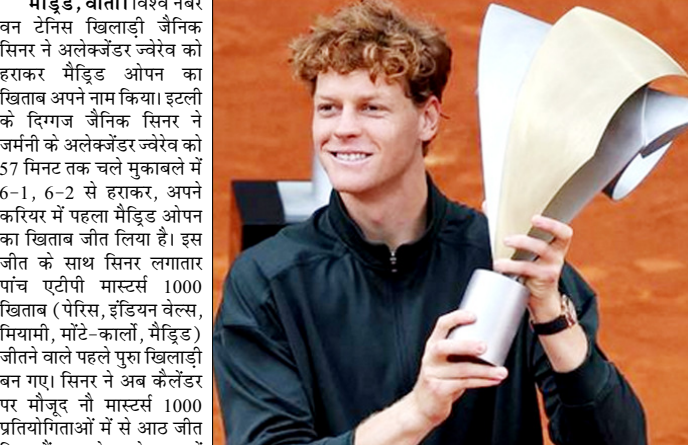 मैड्रिड, वार्ता। विश्व नंबर
वन टेनिस खिलाड़ी जैनिक
सिनर ने अलेक्जेंडर ज्वेरेव को
हराकर मैड्रिड ओपन का
खिताब अपने नाम किया। इटली
के दिग्गज जैनिक सिनर ने
जर्मनी के अलेक्जेंडर ज्वेरेव को
57 मिनट तक चले मुकाबले में
6-1, 6-2 से हराकर, अपने
करियर में पहला मैड्रिड ओपन
का खिताब जीत लिया है। इस
जीत के साथ सिनर लगातार
पांच एटीपी मास्टर्स 1000
खिताब (पेरिस, इंडियन वेल्स,
मियामी, मोंटे-कार्लो, मैड्रिड)
जीतने वाले पहले पुरुा खिलाड़ी
बन गए। सिनर ने अब कैलेंडर
पर मौजूद नौ मास्टर्स 1000
प्रतियोगिताओं में से आठ जीत